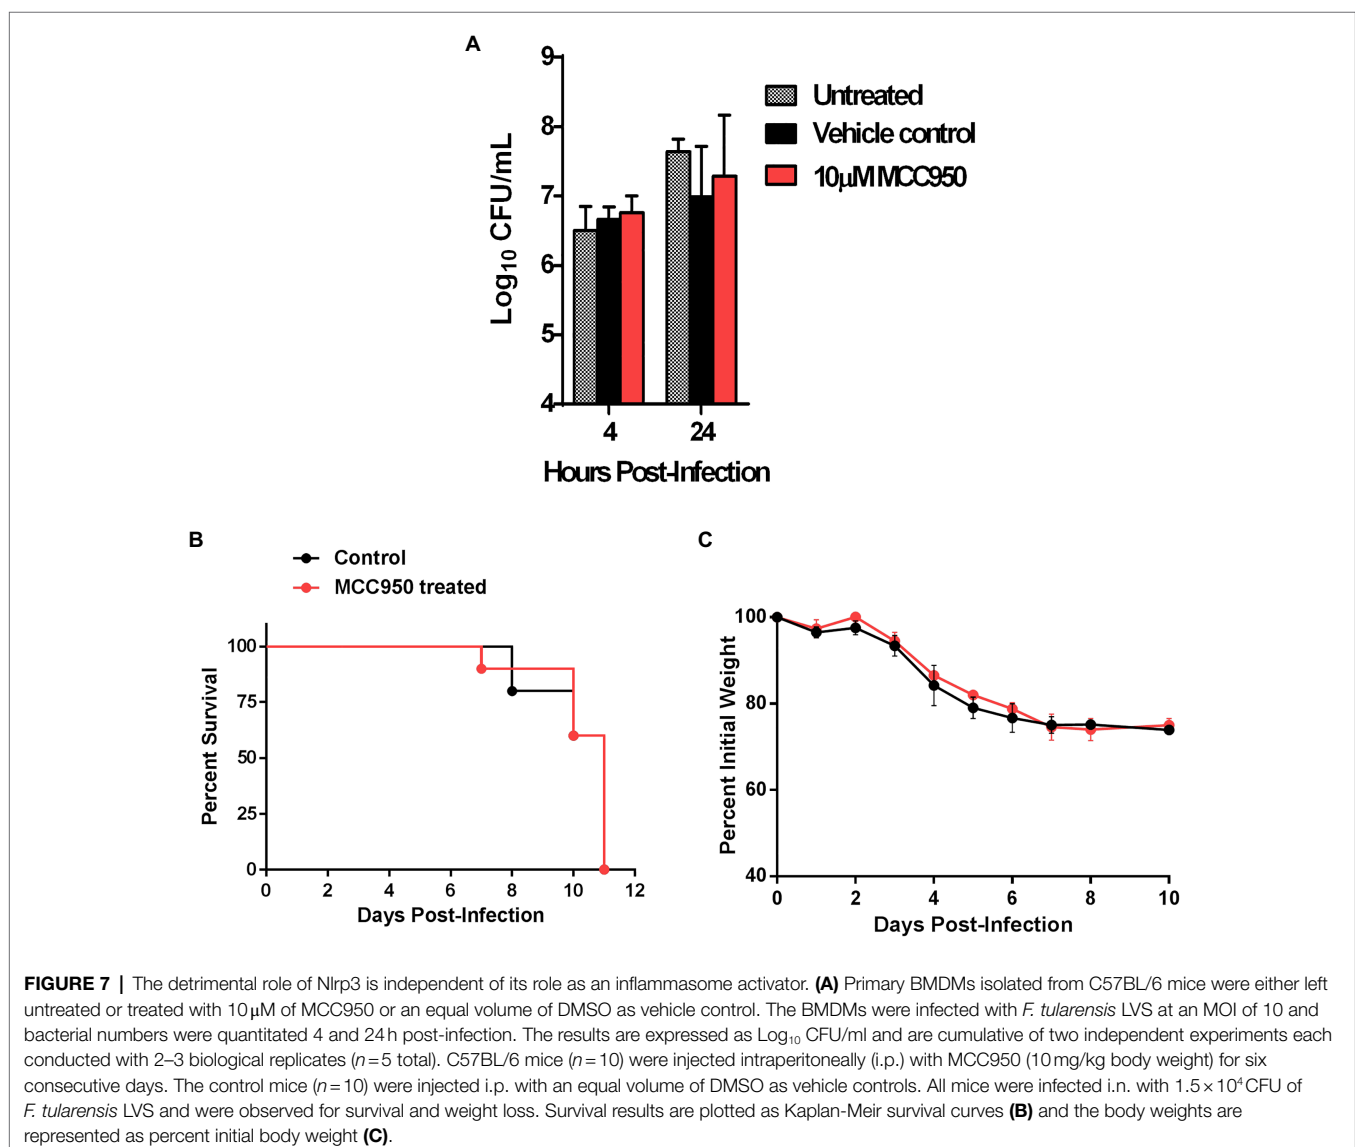 A
9
8
7
6
5
4
Log10 CFU/mL
4 24
Hours Post-Infection
Untreated
Vehicle control
10µM MCC950
B
Control
MCC950 treated
100
75
50
25
0
Percent Survival
0 2 4 6 8 10 12
Days Post-Infection
C
100
80
60
40
Percent Initial Weight
0 2 4 6 8 10
Days Post-Infection
FIGURE 7 | The detrimental role of Nlrp3 is independent of its role as an inflammasome activator. (A) Primary BMDMs isolated from C57BL/6 mice were either left
untreated or treated with 10 µM of MCC950 or an equal volume of DMSO as vehicle control. The BMDMs were infected with F. tularensis LVS at an MOI of 10 and
bacterial numbers were quantitated 4 and 24 h post-infection. The results are expressed as Log10 CFU/ml and are cumulative of two independent experiments each
conducted with 2–3 biological replicates (n = 5 total). C57BL/6 mice (n = 10) were injected intraperitoneally (i.p.) with MCC950 (10 mg/kg body weight) for six
consecutive days. The control mice (n = 10) were injected i.p. with an equal volume of DMSO as vehicle controls. All mice were infected i.n. with 1.5 × 10⁴ CFU of
F. tularensis LVS and were observed for survival and weight loss. Survival results are plotted as Kaplan-Meir survival curves (B) and the body weights are
represented as percent initial body weight (C).